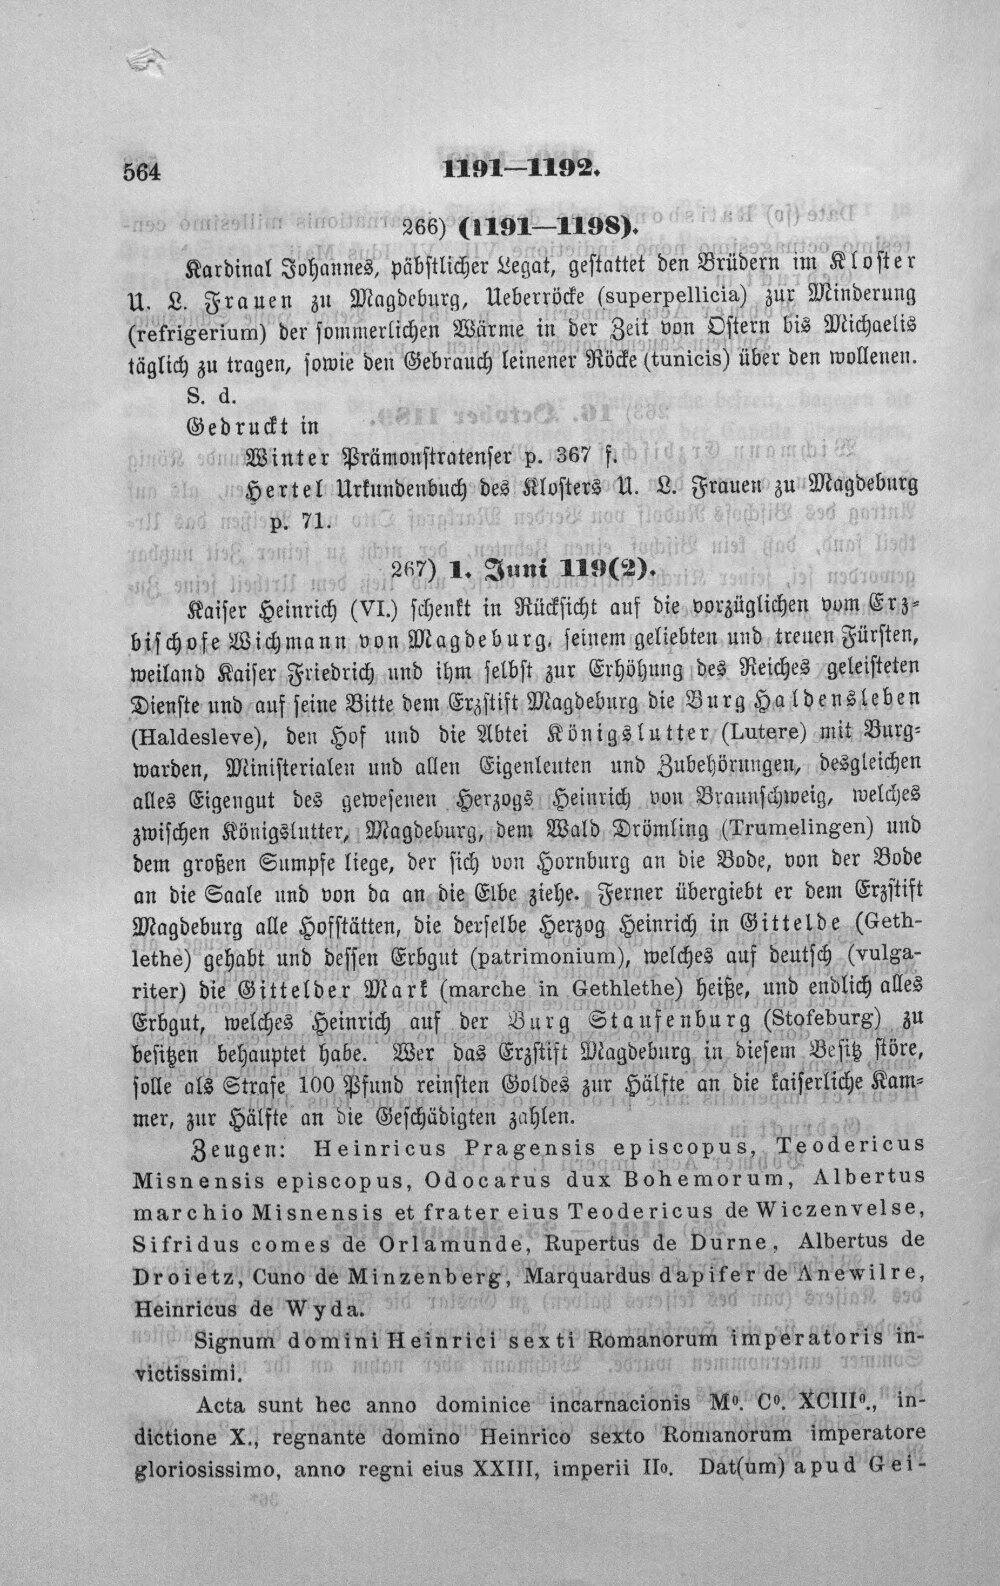 564
1191—1192.
266) (1191—1198).
Kardinal Johannes, päbstlicher Legat, gestattet den Brüdern im Kloster
U. L. Frauen zu Magdeburg, Ueberröcke (superpellicia) zur Minderung
(refrigerium) der sommerlichen Wärme in der Zeit von Ostern bis Michaelis
täglich zu tragen, sowie den Gebrauch leinener Röcke (tunicis) über den wollenen.
S. d.
Gedruckt in
Winter Prämonstratenser p. 367 f.
Hertel Urkundenbuch des Klosters U. L. Frauen zu Magdeburg
p. 71.
267) 1. Juni 119(2).
Kaiser Heinrich (VI.) schenkt in Rücksicht auf die vorzüglichen vom Erz-
bischofe Wichmann von Magdeburg, seinem geliebten und treuen Fürsten,
weiland Kaiser Friedrich und ihm selbst zur Erhöhung des Reiches geleisteten
Dienste und auf seine Bitte dem Erzstift Magdeburg die Burg Haldensleben
(Haldesleve), den Hof und die Abtei Königslutter (Lutere) mit Burg-
warden, Ministerialen und allen Eigenleuten und Zubehörungen, desgleichen
alles Eigengut des gewesenen Herzogs Heinrich von Braunschweig, welches
zwischen Königslutter, Magdeburg, dem Wald Drömling (Trumelingen) und
dem großen Sumpfe liege, der sich von Hornburg an die Bode, von der Bode
an die Saale und von da an die Elbe ziehe. Ferner übergiebt er dem Erzstift
Magdeburg alle Hofstätten, die derselbe Herzog Heinrich in Gittelde (Geth-
lethe) gehabt und dessen Erbgut (patrimonium), welches auf deutsch (vulga-
riter) die Gittelder Mark (marche in Gethlethe) heiße, und endlich alles
Erbgut, welches Heinrich auf der Burg Staufenburg (Stofeburg) zu
besitzen behauptet habe. Wer das Erzstift Magdeburg in diesem Besitz störe,
solle als Strafe 100 Pfund reinsten Goldes zur Hälfte an die kaiserliche Kam-
mer, zur Hälfte an die Geschädigten zahlen.
Zeugen: Heinricus Pragensis episcopus, Teodericus
Misnensis episcopus, Odocarus dux Bohemorum, Albertus
marchio Misnensis et frater eius Teodericus de Wiczenvelse,
Sifridus comes de Orlamunde, Rupertus de Durne, Albertus de
Droietz, Cuno de Minzenberg, Marquardus dapifer de Anewilre,
Heinricus de Wyda.
Signum domini Heinrici sexti Romanorum imperatoris in-
victissimi.
Acta sunt hec anno dominice incarnacionis Mº. Cº. XCIIIº., in-
dictione X., regnante domino Heinrico sexto Romanorum imperatore
gloriosissimo, anno regni eius XXIII, imperii IIº. Dat(um) apud Gei-